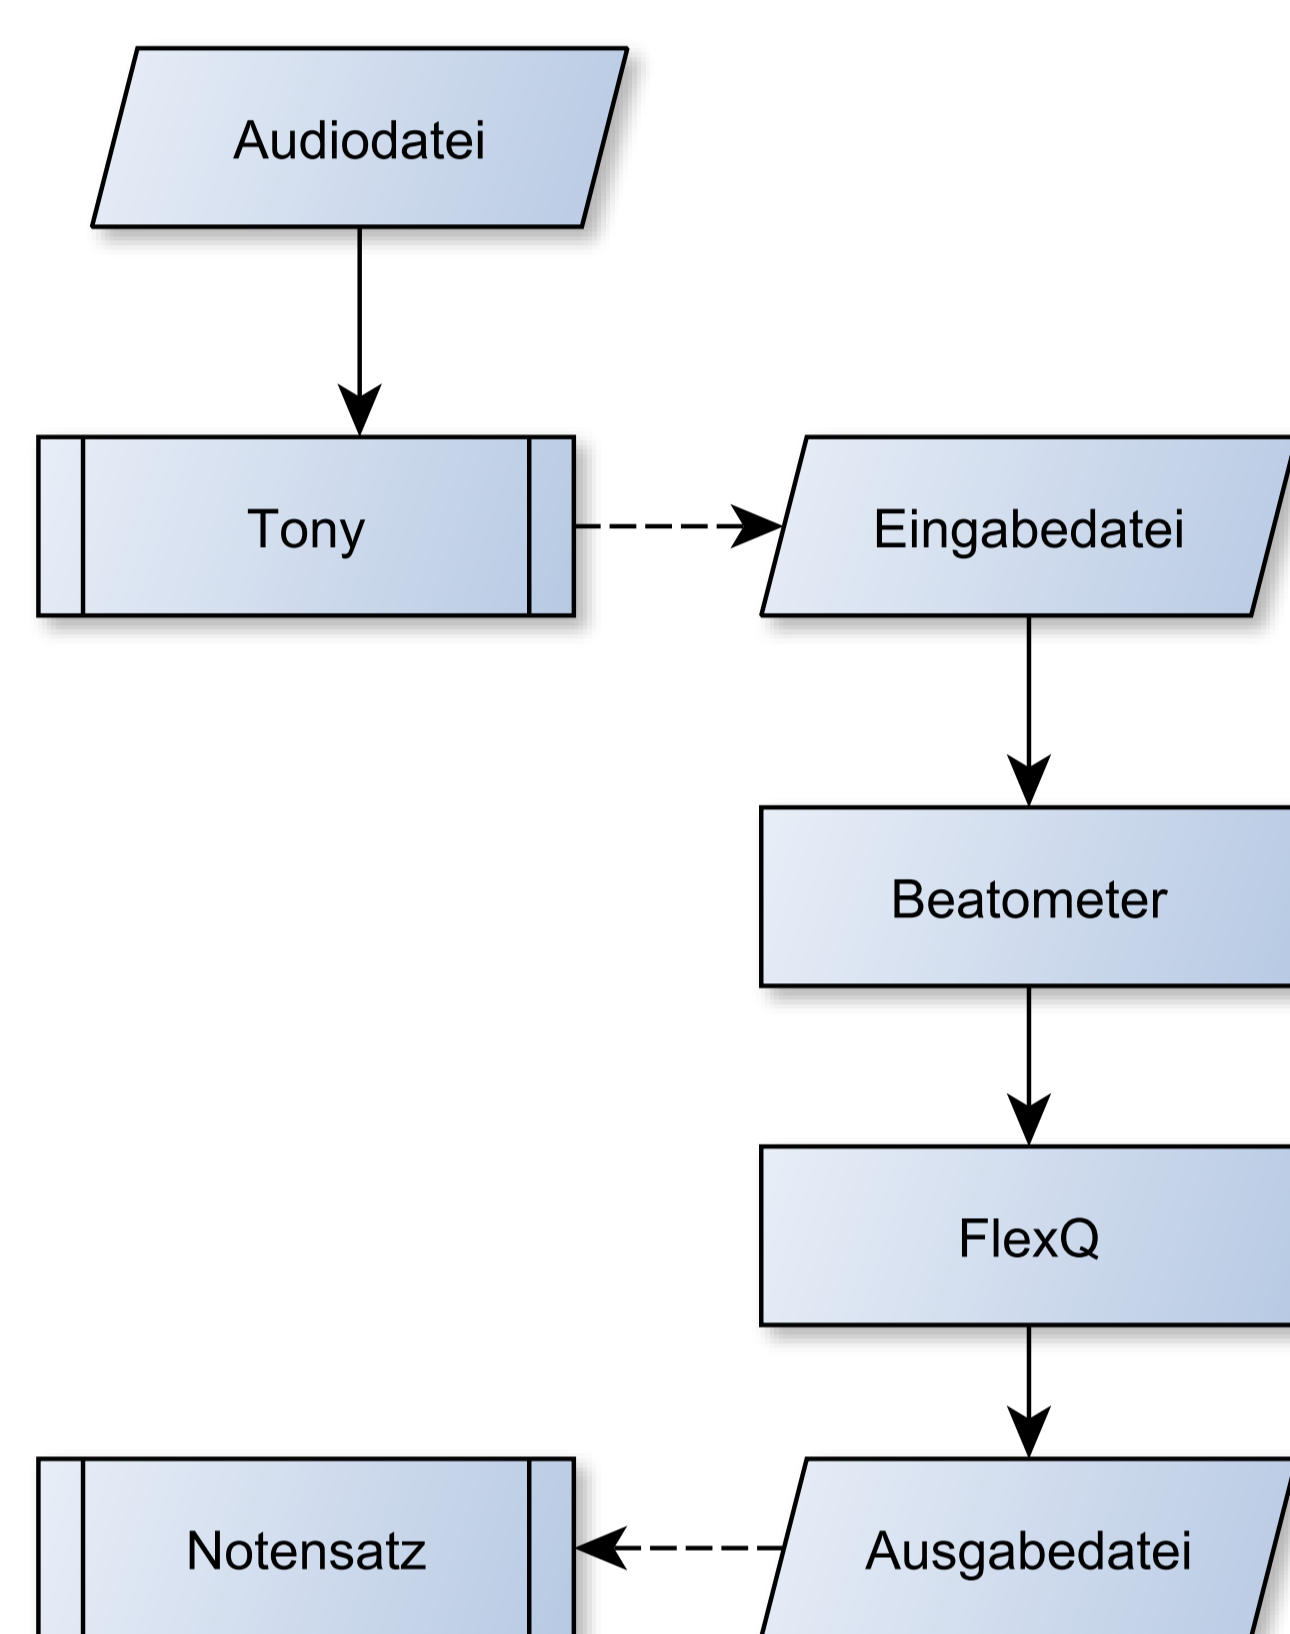 Audiodatei
Tony
Eingabedatei
Beatometer
FlexQ
Notensatz
Ausgabedatei